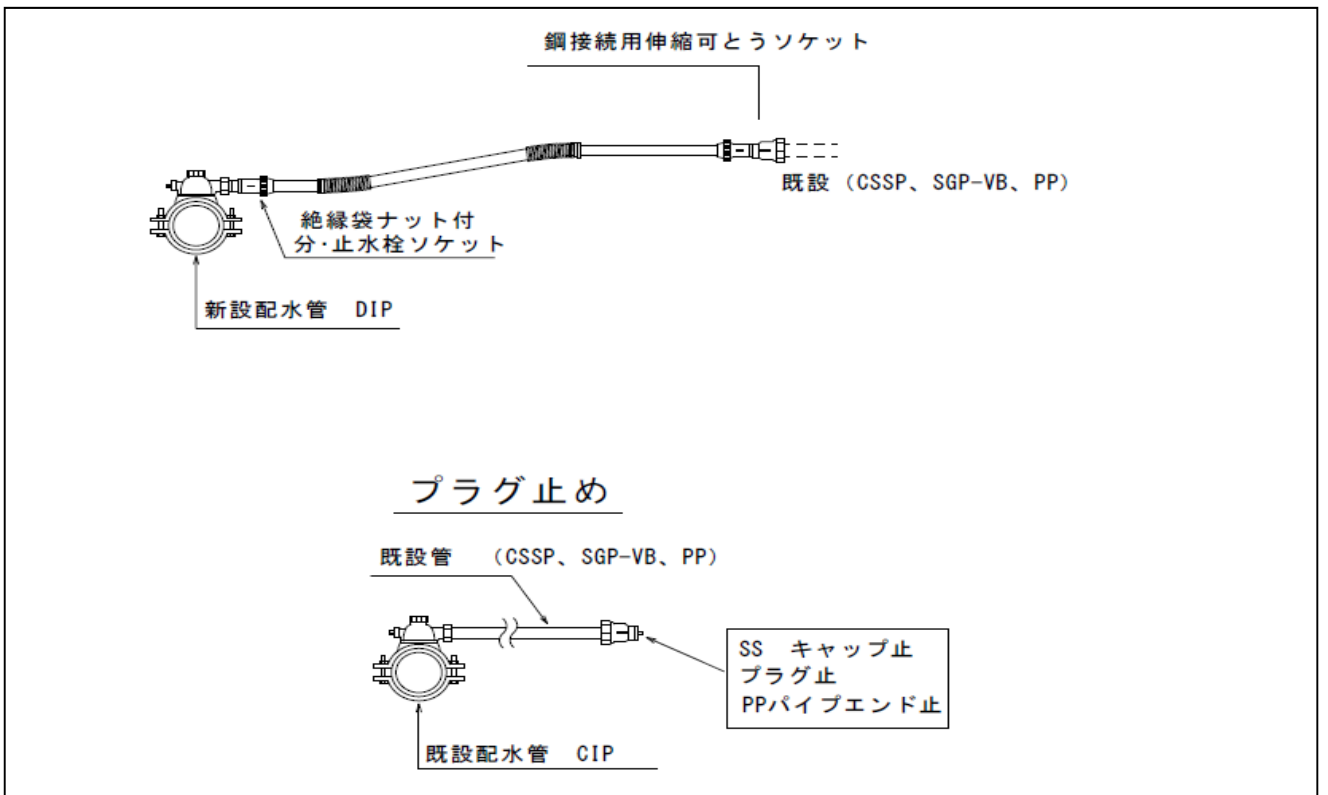 鋼接続用伸縮可とうソケット
既設（CSSP、SGP-VB、PP）
絶縁袋ナット付
分・止水栓ソケット
新設配水管　DIP
プラグ止め
既設管　（CSSP、SGP-VB、PP）
SS　キャップ止
プラグ止
PPパイプエンド止
既設配水管　CIP